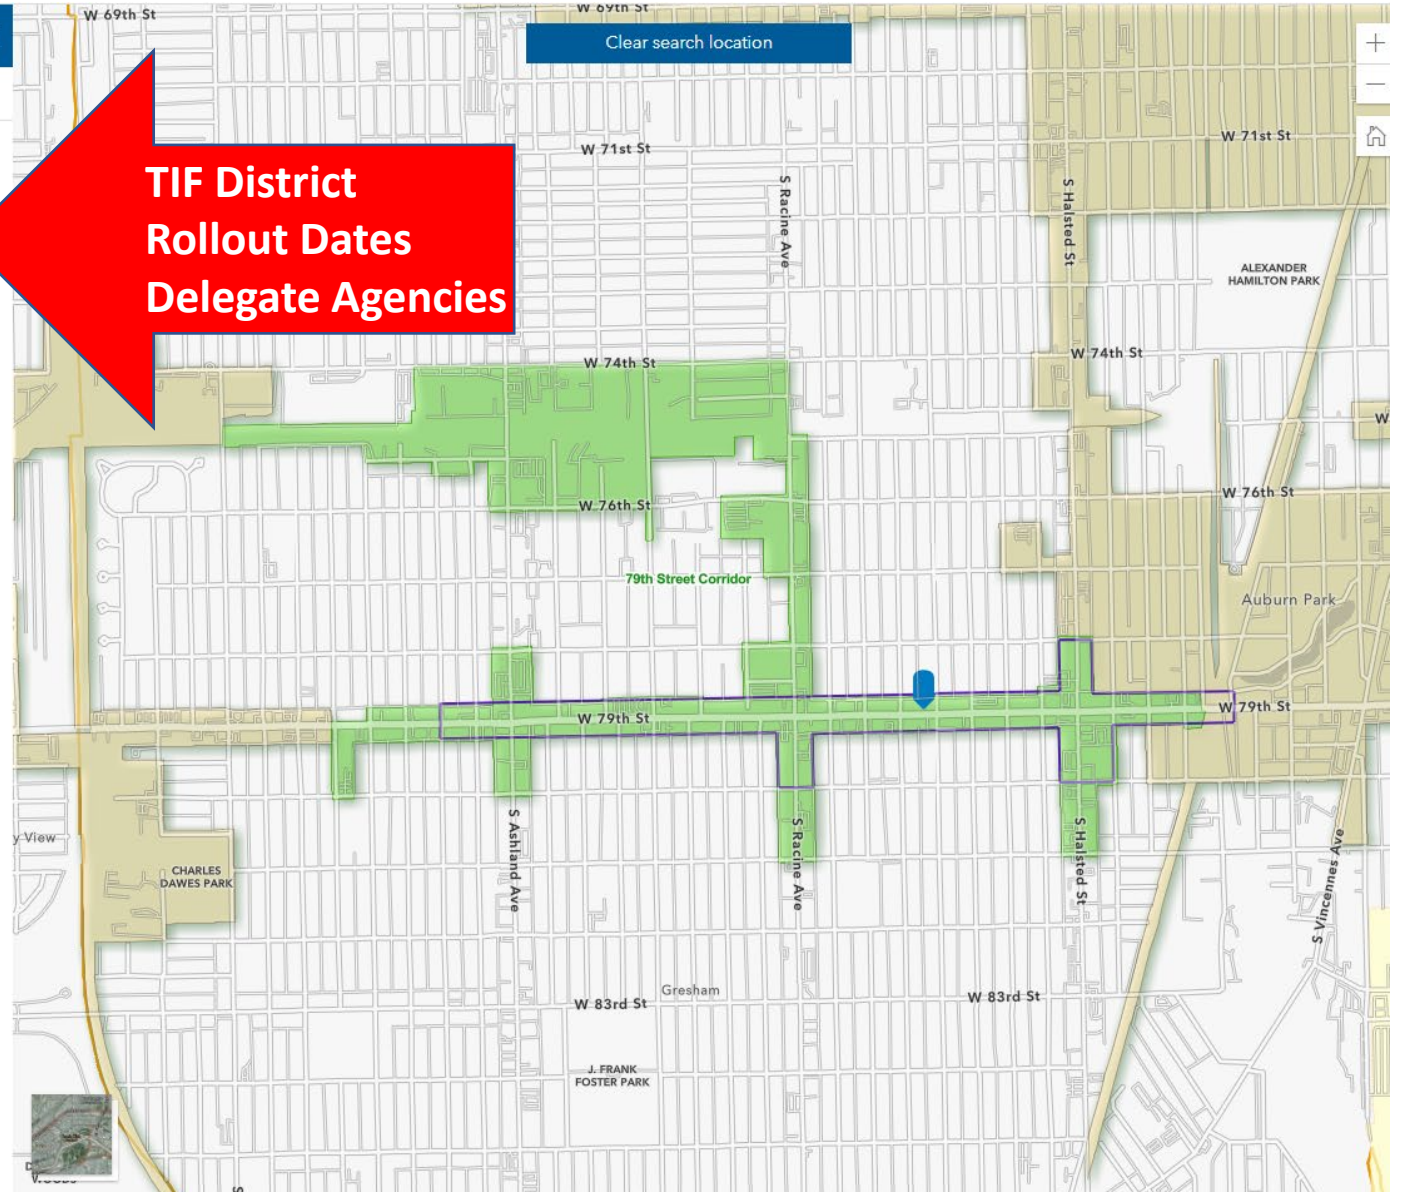 W 69th St
W 69th St
Clear search location
W 71st St
W 71st St
TIF District
Rollout Dates
Delegate Agencies
S Racine Ave
S Halsted St
ALEXANDER
HAMILTON PARK
W 74th St
W 74th St
W
W 76th St
W 76th St
79th Street Corridor
Auburn Park
W 79th St
W 79th St
y View
CHARLES
DAWES PARK
S Ashland Ave
S Racine Ave
S Halsted St
S Vincennes Ave
Gresham
W 83rd St
W 83rd St
J. FRANK
FOSTER PARK